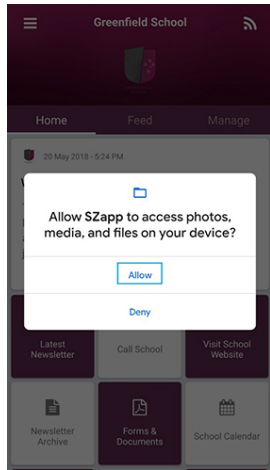 Greenfield School
Home
Feed
Manage
20 May 2018 - 5:24 PM
Allow SZapp to access photos,
media, and files on your device?
Allow
Deny
Latest
Newsletter
Call School
Visit School
Website
Newsletter
Archive
Forms &
Documents
School Calendar